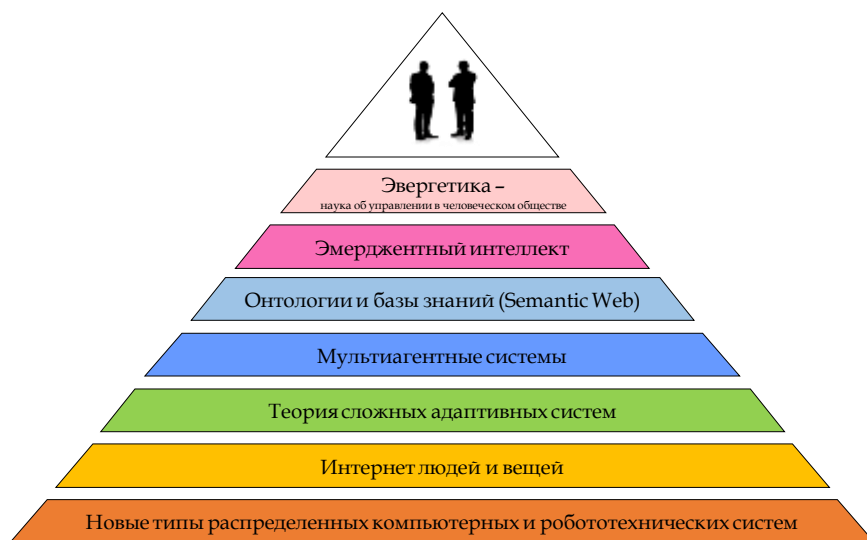 Эвергетика –
наука об управлении в человеческом обществе
Эмерджентный интеллект
Онтологии и базы знаний (Semantic Web)
Мультиагентные системы
Теория сложных адаптивных систем
Интернет людей и вещей
Новые типы распределенных компьютерных и робототехнических систем